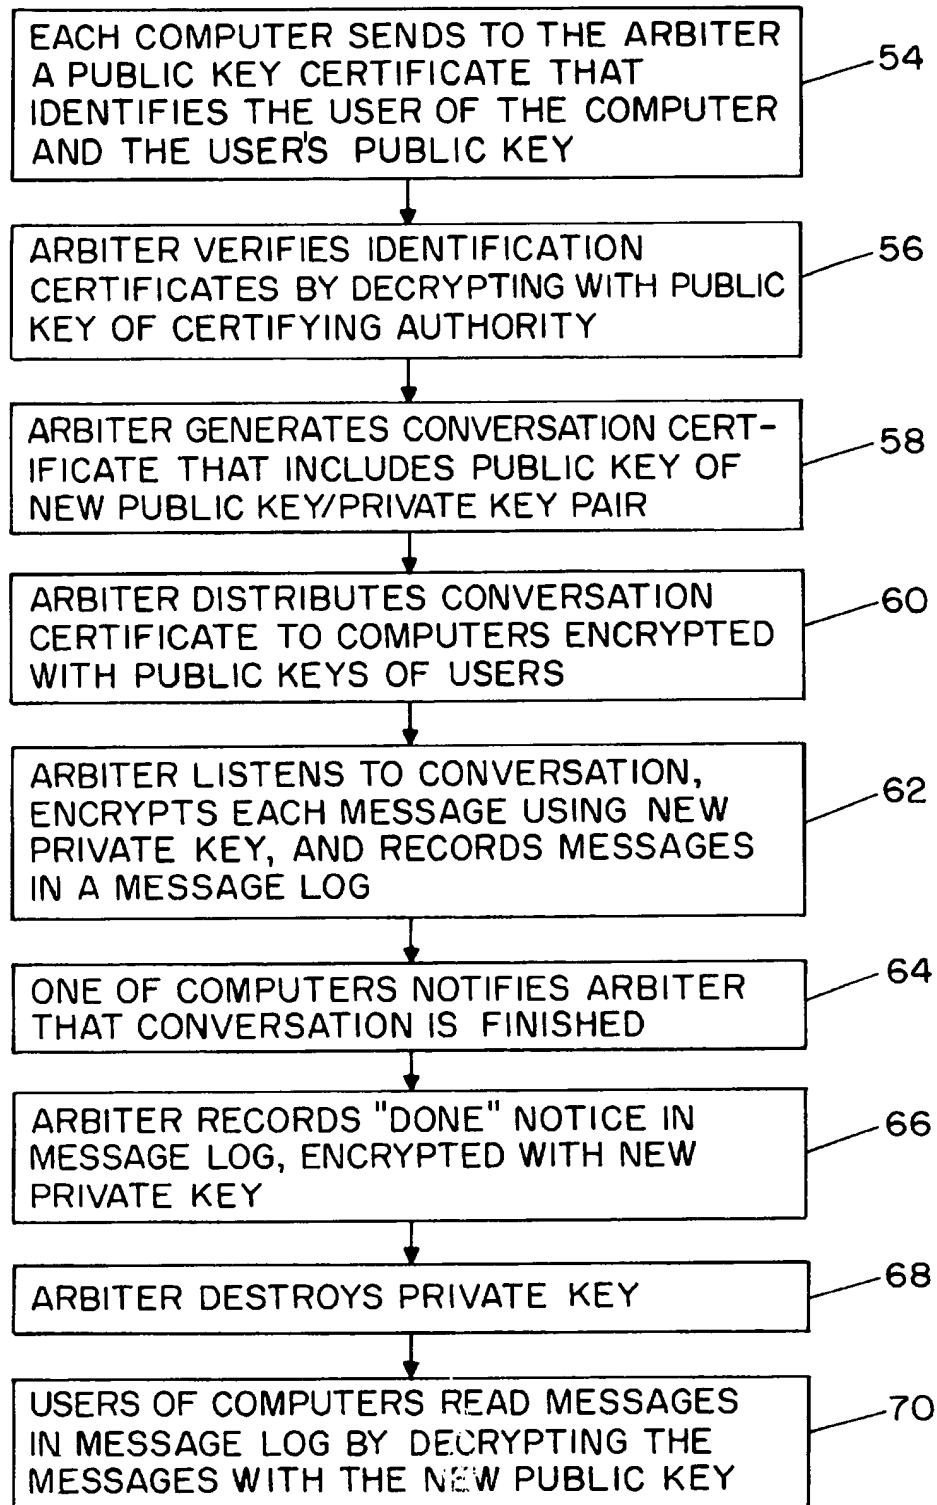 EACH COMPUTER SENDS TO THE ARBITER
A PUBLIC KEY CERTIFICATE THAT
IDENTIFIES THE USER OF THE COMPUTER
AND THE USER'S PUBLIC KEY
54
ARBITER VERIFIES IDENTIFICATION
CERTIFICATES BY DECRYPTING WITH PUBLIC
KEY OF CERTIFYING AUTHORITY
56
ARBITER GENERATES CONVERSATION CERT-
IFICATE THAT INCLUDES PUBLIC KEY OF
NEW PUBLIC KEY/PRIVATE KEY PAIR
58
ARBITER DISTRIBUTES CONVERSATION
CERTIFICATE TO COMPUTERS ENCRYPTED
WITH PUBLIC KEYS OF USERS
60
ARBITER LISTENS TO CONVERSATION,
ENCRYPTS EACH MESSAGE USING NEW
PRIVATE KEY, AND RECORDS MESSAGES
IN A MESSAGE LOG
62
ONE OF COMPUTERS NOTIFIES ARBITER
THAT CONVERSATION IS FINISHED
64
ARBITER RECORDS "DONE" NOTICE IN
MESSAGE LOG, ENCRYPTED WITH NEW
PRIVATE KEY
66
ARBITER DESTROYS PRIVATE KEY
68
USERS OF COMPUTERS READ MESSAGES
IN MESSAGE LOG BY DECRYPTING THE
MESSAGES WITH THE NEW PUBLIC KEY
70